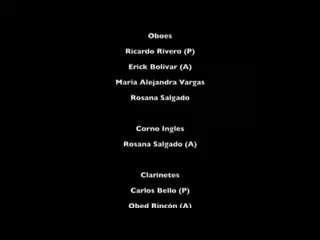 Oboes
Ricardo Rivero (P)
Erick Bolivar (A)
Maria Alejandra Vargas
Rosana Salgado
Corno Ingles
Rosana Salgado (A)
Clarinetes
Carlos Bello (P)
Obed Rincón (A)